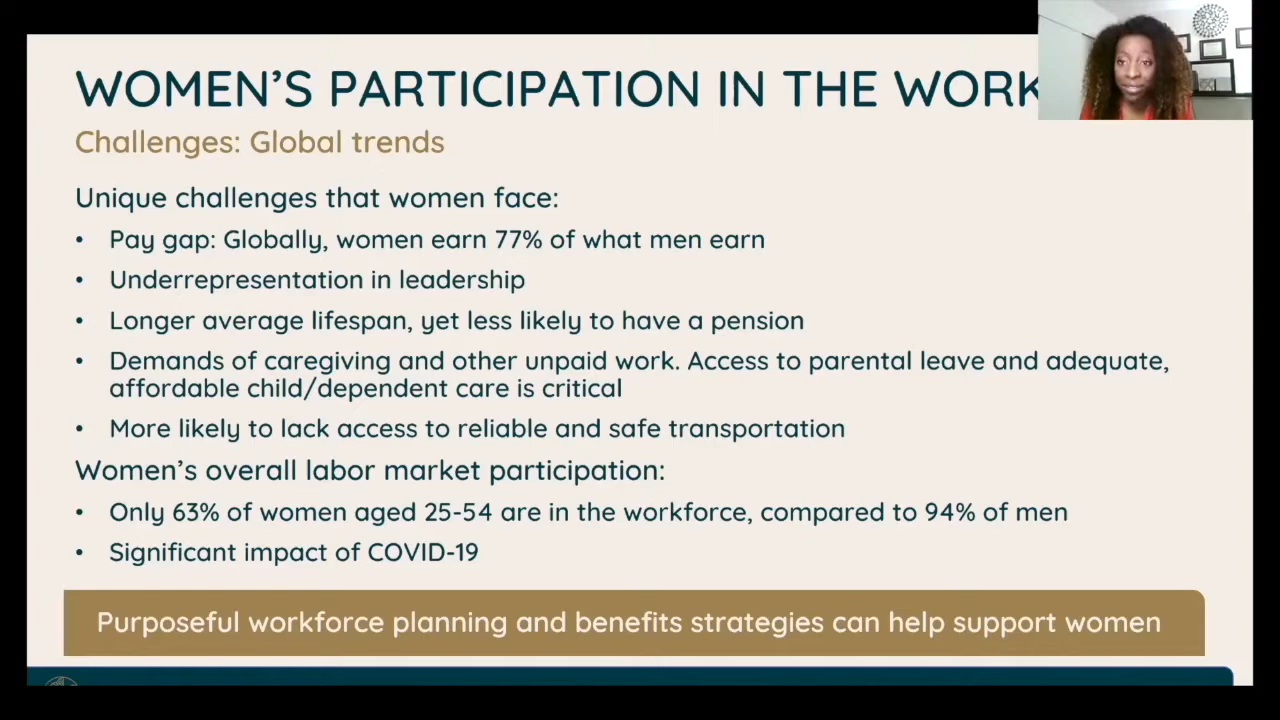 WOMEN'S PARTICIPATION IN THE WORK
Challenges: Global trends
Unique challenges that women face:
• Pay gap: Globally, women earn 77% of what men earn
• Underrepresentation in leadership
• Longer average lifespan, yet less likely to have a pension
• Demands of caregiving and other unpaid work. Access to parental leave and adequate,
affordable child/dependent care is critical
• More likely to lack access to reliable and safe transportation
Women's overall labor market participation:
• Only 63% of women aged 25-54 are in the workforce, compared to 94% of men
• Significant impact of COVID-19
Purposeful workforce planning and benefits strategies can help support women